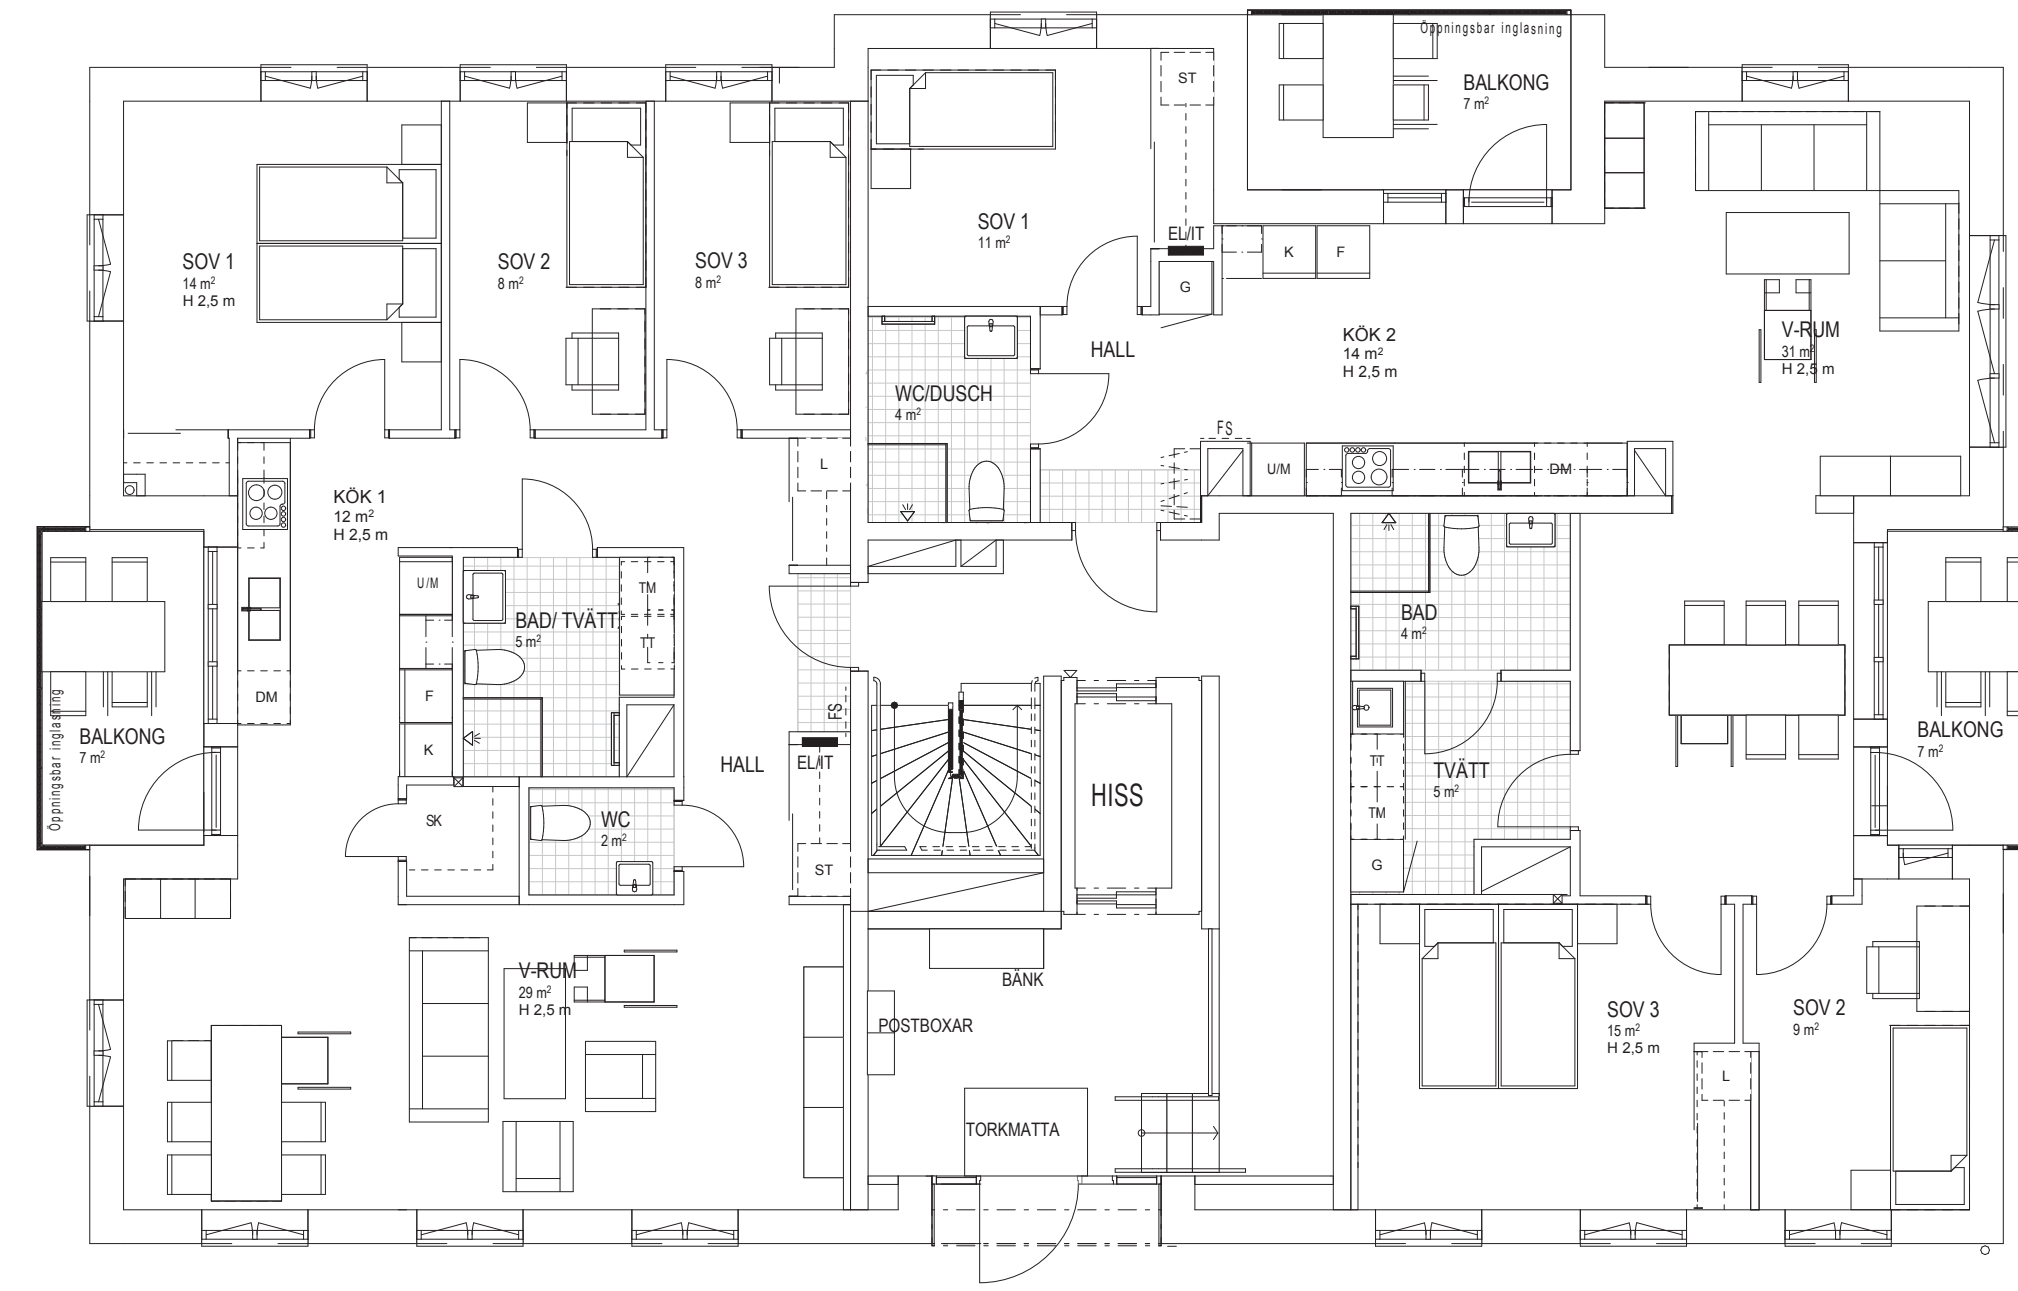 Öppningsbar inglasning
BALKONG
7 m²
ST
SOV 1
11 m²
EL/IT
K
F
G
SOV 1
14 m²
H 2,5 m
SOV 2
8 m²
SOV 3
8 m²
HALL
KÖK 2
14 m²
H 2,5 m
V-RUM
31 m²
H 2,5 m
WC/DUSCH
4 m²
FS
U/M
DM
L
KÖK 1
12 m²
H 2,5 m
U/M
TM
BAD/ TVÄTT
5 m²
TT
F
K
DM
BALKONG
7 m²
Öppningsbar inglasning
FS
HALL
EL/IT
SK
WC
2 m²
ST
HISS
BAD
4 m²
TT
TVÄTT
5 m²
TM
G
BALKONG
7 m²
V-RUM
29 m²
H 2,5 m
BÄNK
POSTBOXAR
TORKMATTA
SOV 3
15 m²
H 2,5 m
SOV 2
9 m²
L